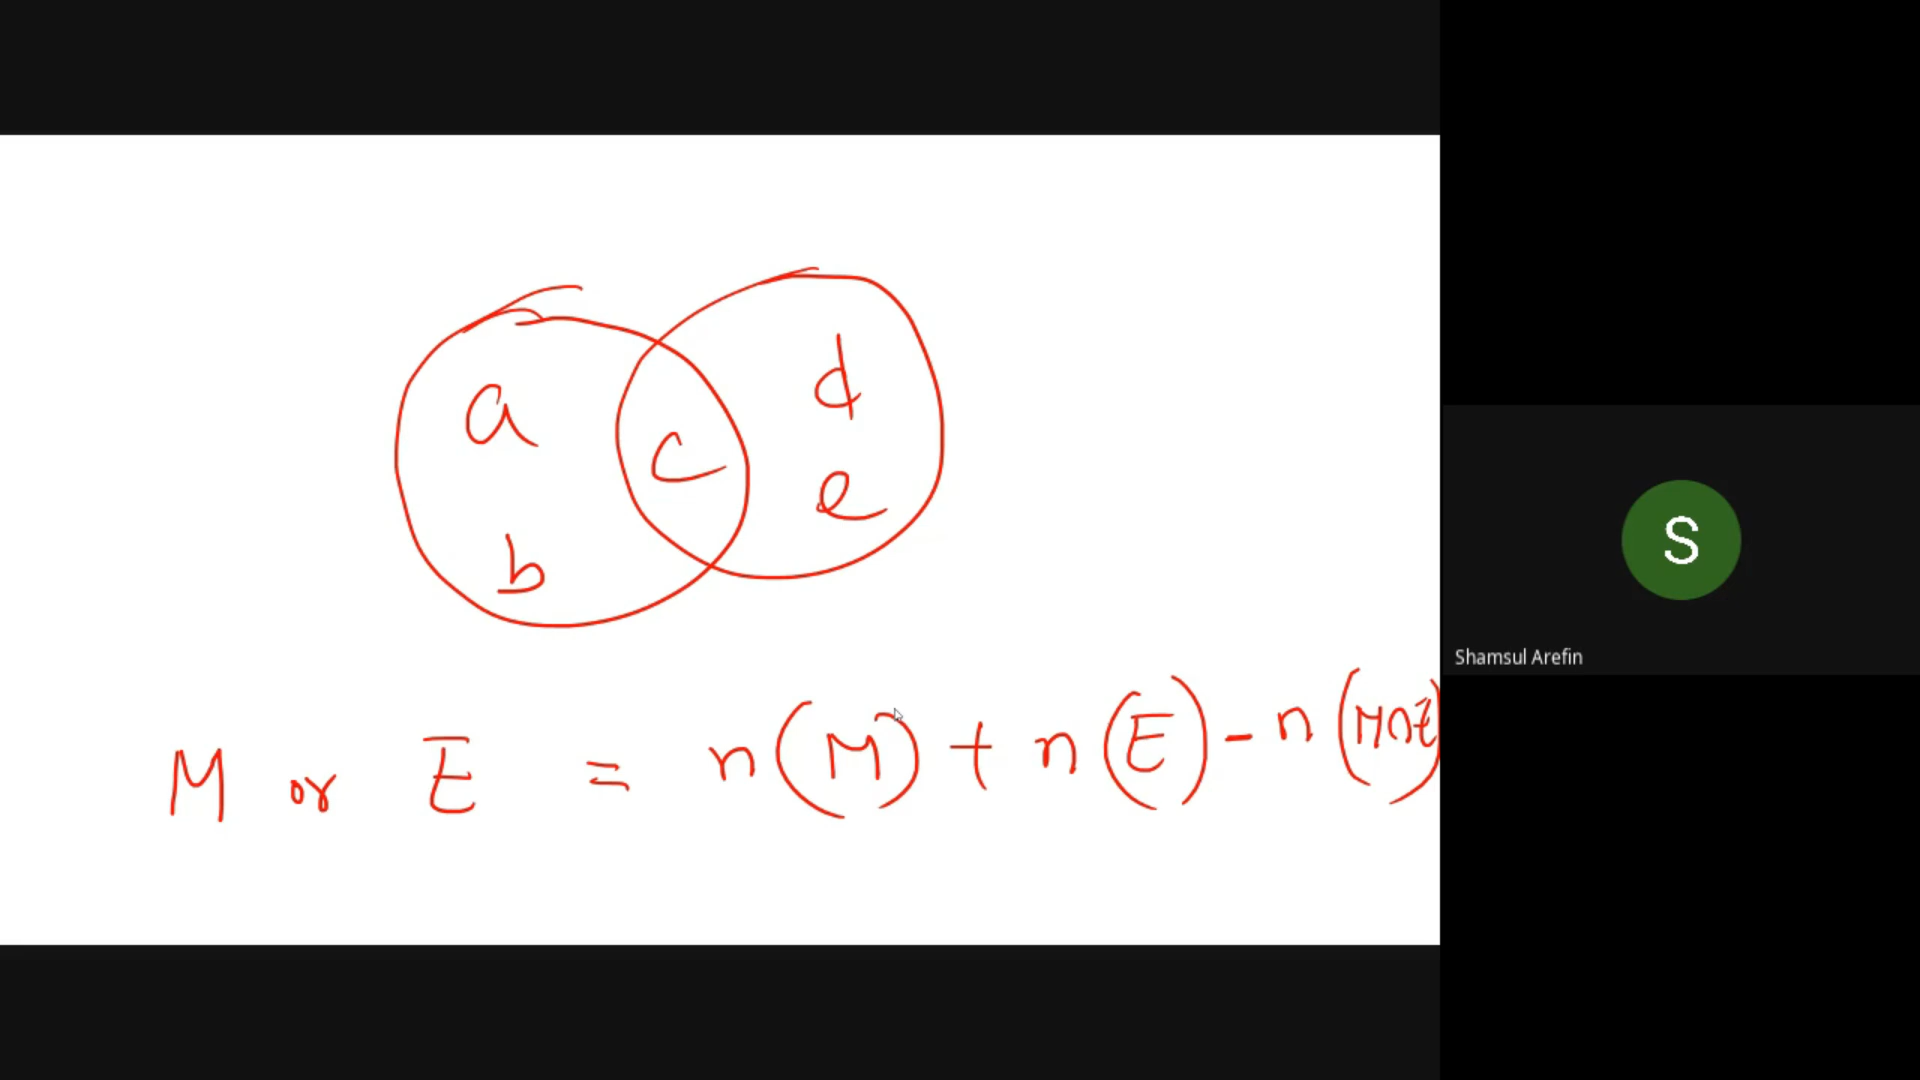 a
b
c
d
e
M or E = n(M) + n(E) - n(M∩E)
S
Shamsul Arefin